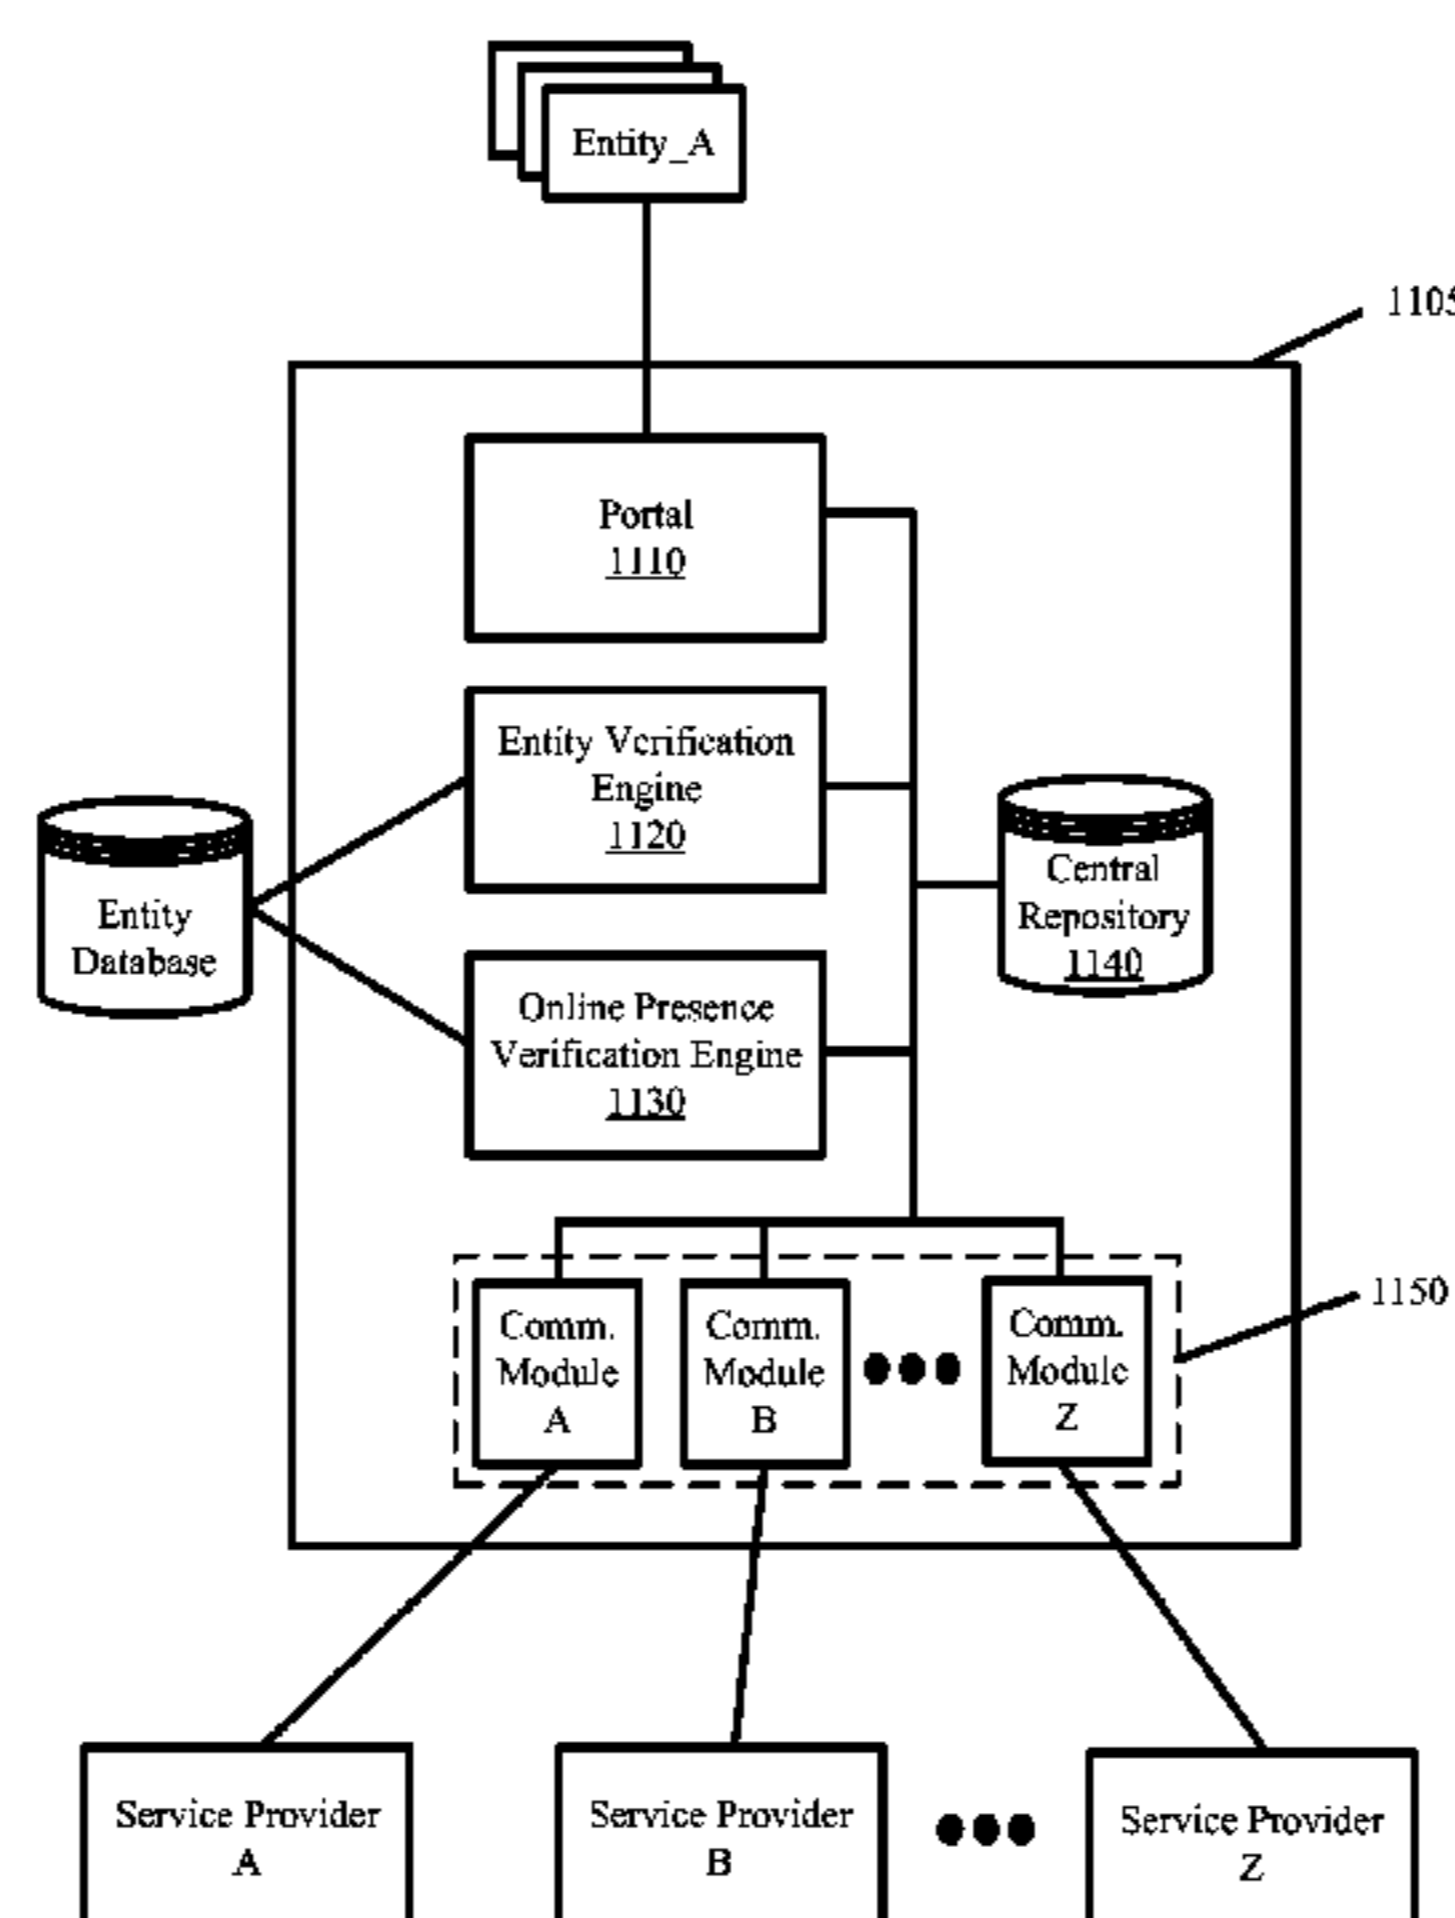 Entity_A
1105
Portal
1110
Entity Verification
Engine
1120
Entity
Database
Central
Repository
1140
Online Presence
Verification Engine
1130
1150
Comm.
Module
A
Comm.
Module
B
Comm.
Module
Z
Service Provider
A
Service Provider
B
Service Provider
Z